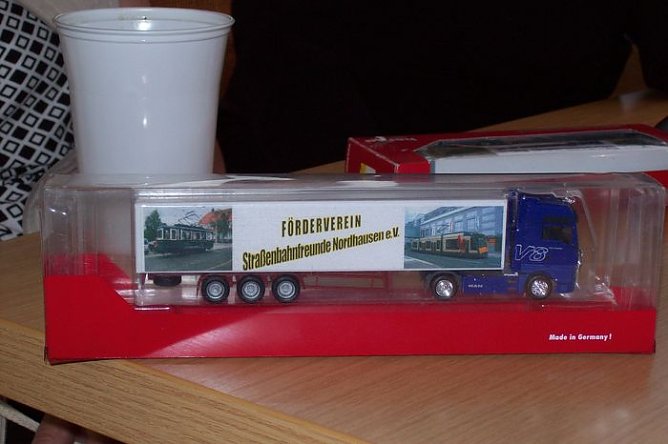 FÖRDERVEREIN
Straßenbahnfreunde Nordhausen e.V.
V8
MAN
Made in Germany!